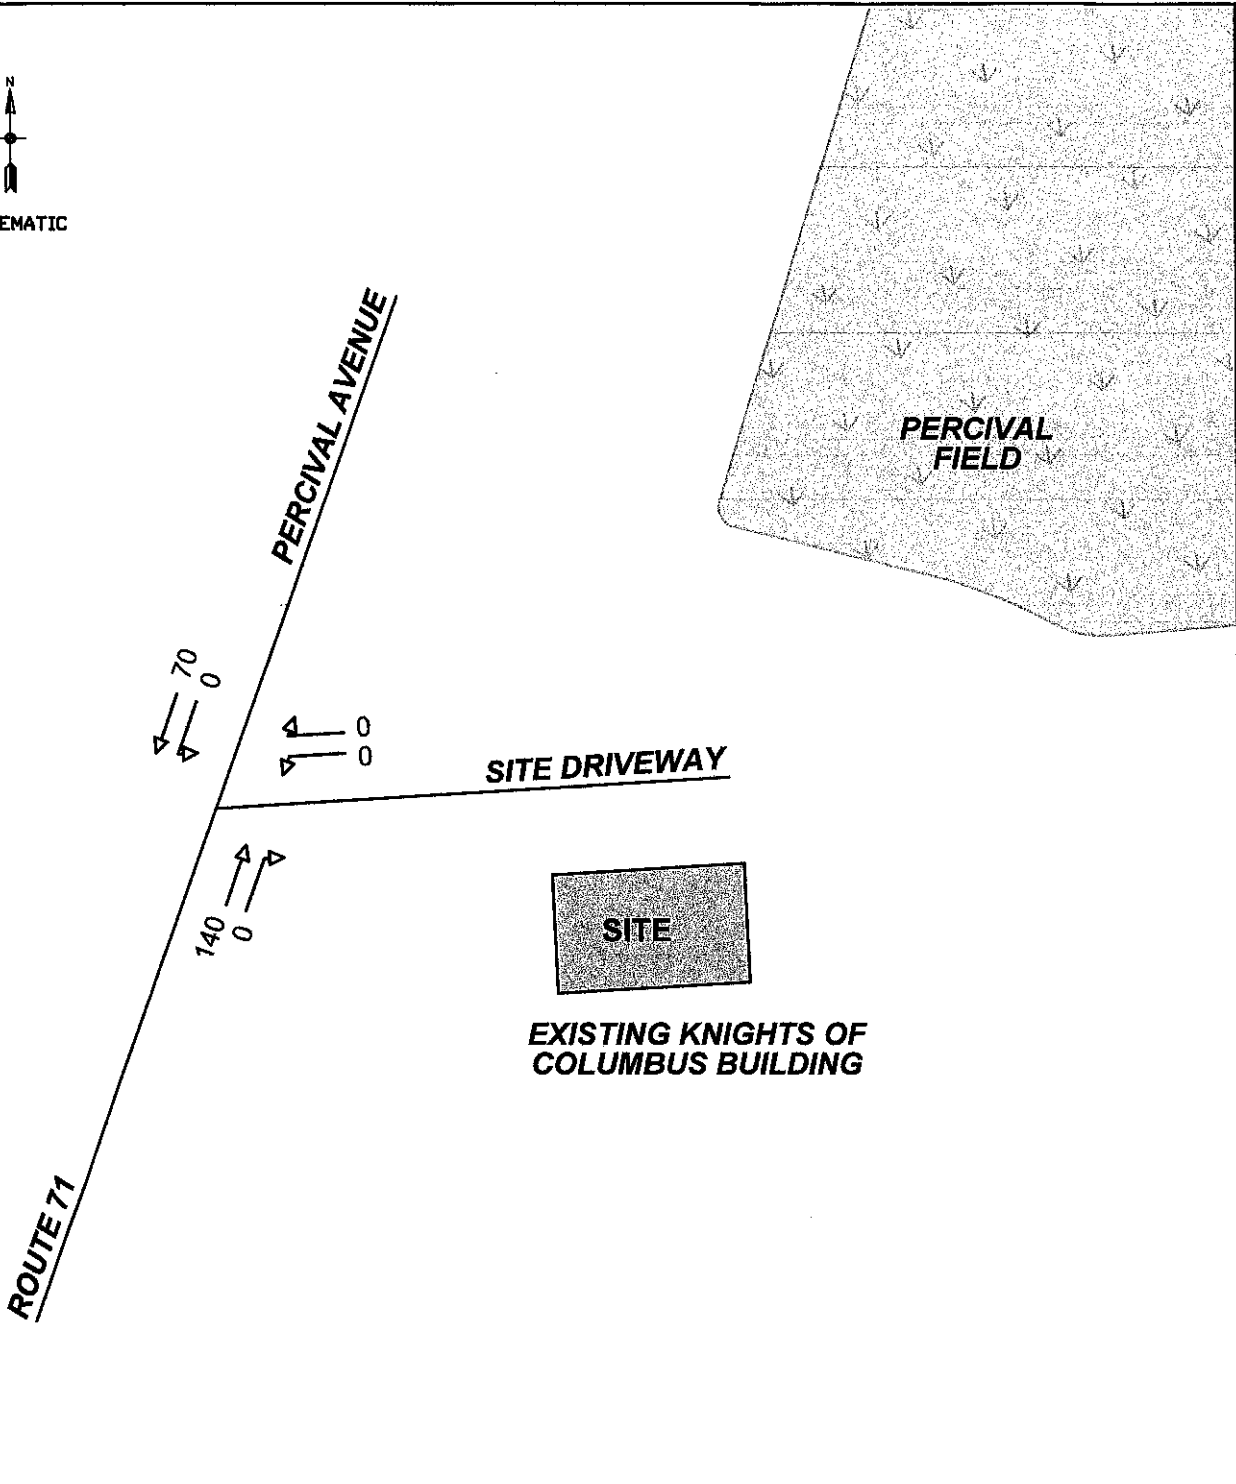 N
EMATIC
PERCIVAL AVENUE
PERCIVAL
FIELD
70
0
0
0
SITE DRIVEWAY
140
0
SITE
EXISTING KNIGHTS OF
COLUMBUS BUILDING
ROUTE 71